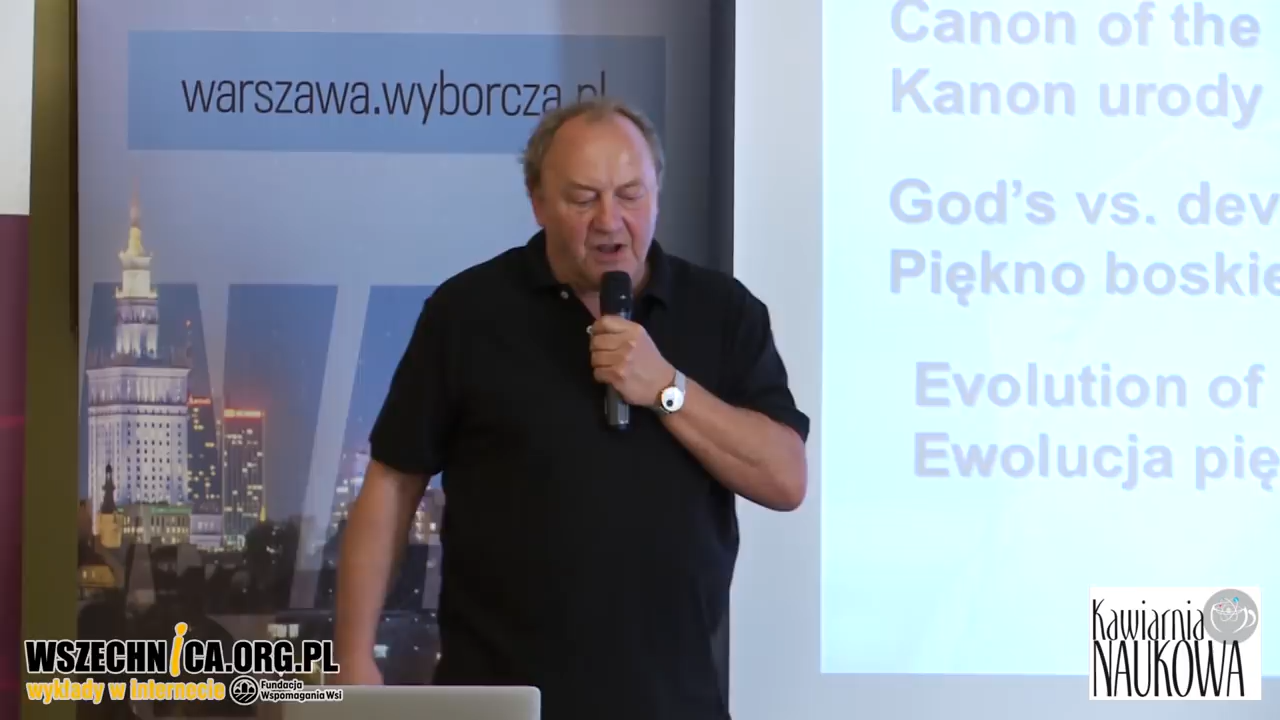 warszawa.wyborcza.pl
Canon of the
Kanon urody
God's vs. dev
Piękno boskie
Evolution of
Ewolucja pię
WSZECHNICA.ORG.PL
wykłady w internecie
Fundacja
Wspomagania Wsi
Kawiarnia
NAUKOWA